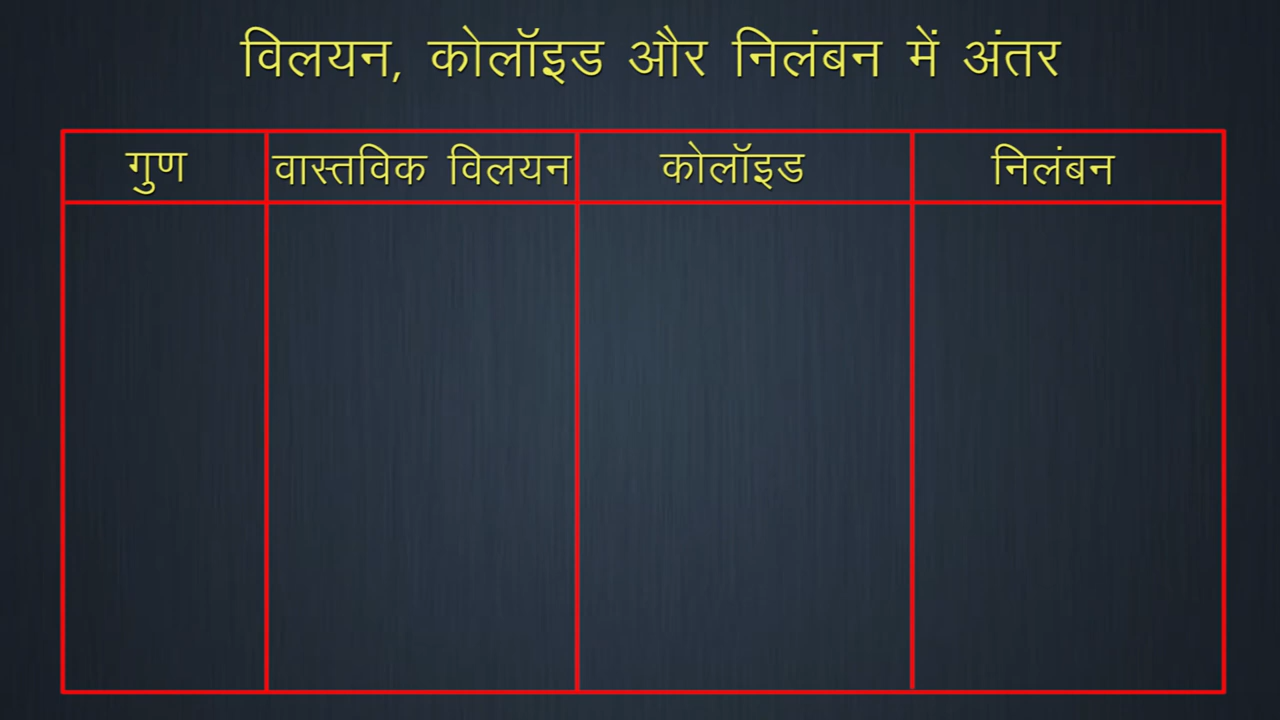 विलयन, कोलॉइड और निलंबन में अंतर
गुण वास्तविक विलयन कोलॉइड निलंबन